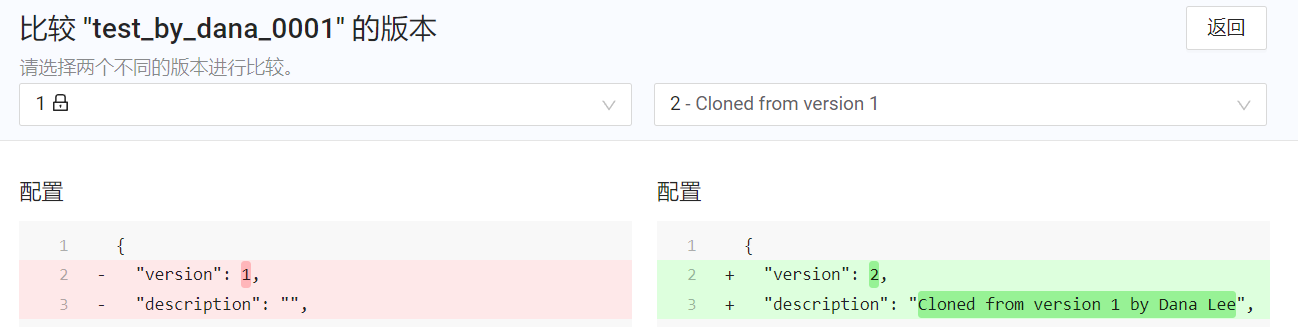 比较 "test_by_dana_0001" 的版本
返回
请选择两个不同的版本进行比较。
1
2 - Cloned from version 1
配置
1 {
2 - "version": 1,
3 - "description": "",
配置
1 {
2 + "version": 2,
3 + "description": "Cloned from version 1 by Dana Lee",